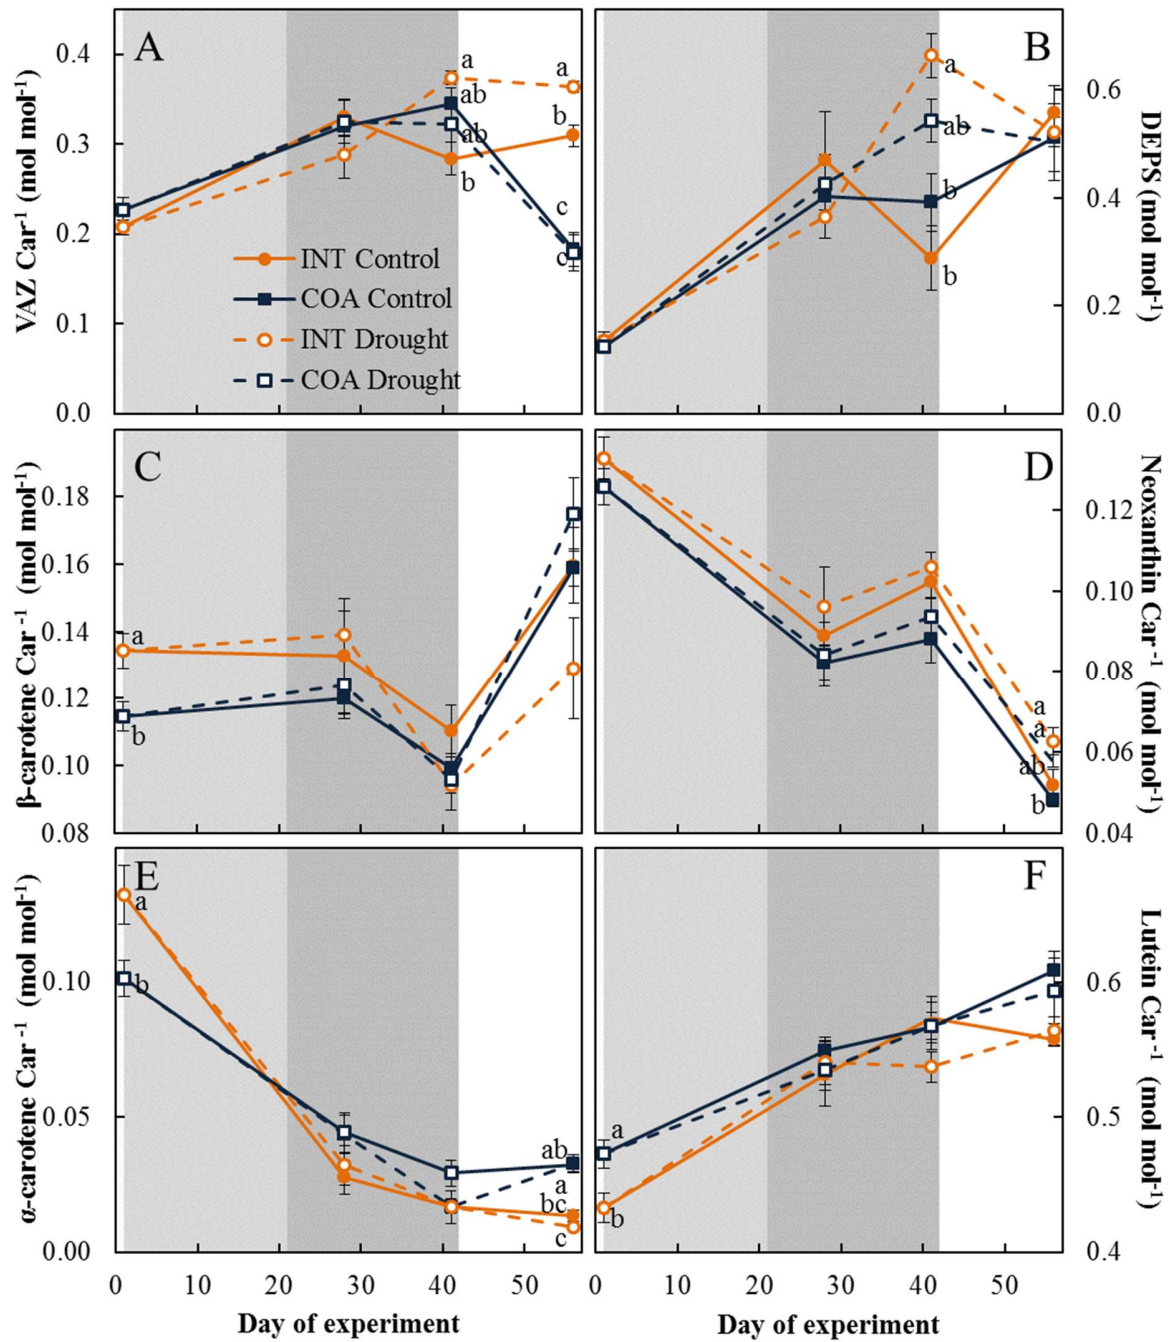 A
B
VAZ Car⁻¹ (mol mol⁻¹)
0.4
0.3
0.2
0.1
0.0
a
a
ab
b
ab
b
c
c
INT Control
COA Control
INT Drought
COA Drought
a
ab
b
b
0.6
0.4
0.2
0.0
DEPS (mol mol⁻¹)
C
D
β-carotene Car⁻¹ (mol mol⁻¹)
0.18
0.16
0.14
0.12
0.10
0.08
a
b
a
a
ab
b
0.12
0.10
0.08
0.06
0.04
Neoxanthin Car⁻¹ (mol mol⁻¹)
E
F
α-carotene Car⁻¹ (mol mol⁻¹)
0.10
0.05
0.00
a
b
ab
a
bc
c
a
b
0.6
0.5
0.4
Lutein Car⁻¹ (mol mol⁻¹)
0 10 20 30 40 50
0 10 20 30 40 50
Day of experiment
Day of experiment